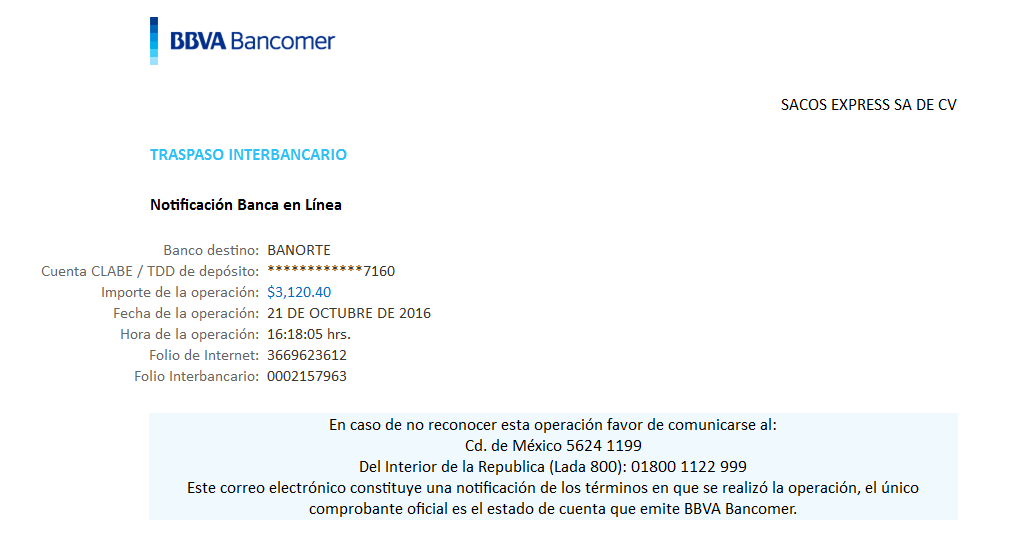 BBVA Bancomer
SACOS EXPRESS SA DE CV
TRASPASO INTERBANCARIO
Notificación Banca en Línea
Banco destino: BANORTE
Cuenta CLABE / TDD de depósito: ************7160
Importe de la operación: $3,120.40
Fecha de la operación: 21 DE OCTUBRE DE 2016
Hora de la operación: 16:18:05 hrs.
Folio de Internet: 3669623612
Folio Interbancario: 0002157963
En caso de no reconocer esta operación favor de comunicarse al:
Cd. de México 5624 1199
Del Interior de la Republica (Lada 800): 01800 1122 999
Este correo electrónico constituye una notificación de los términos en que se realizó la operación, el único
comprobante oficial es el estado de cuenta que emite BBVA Bancomer.